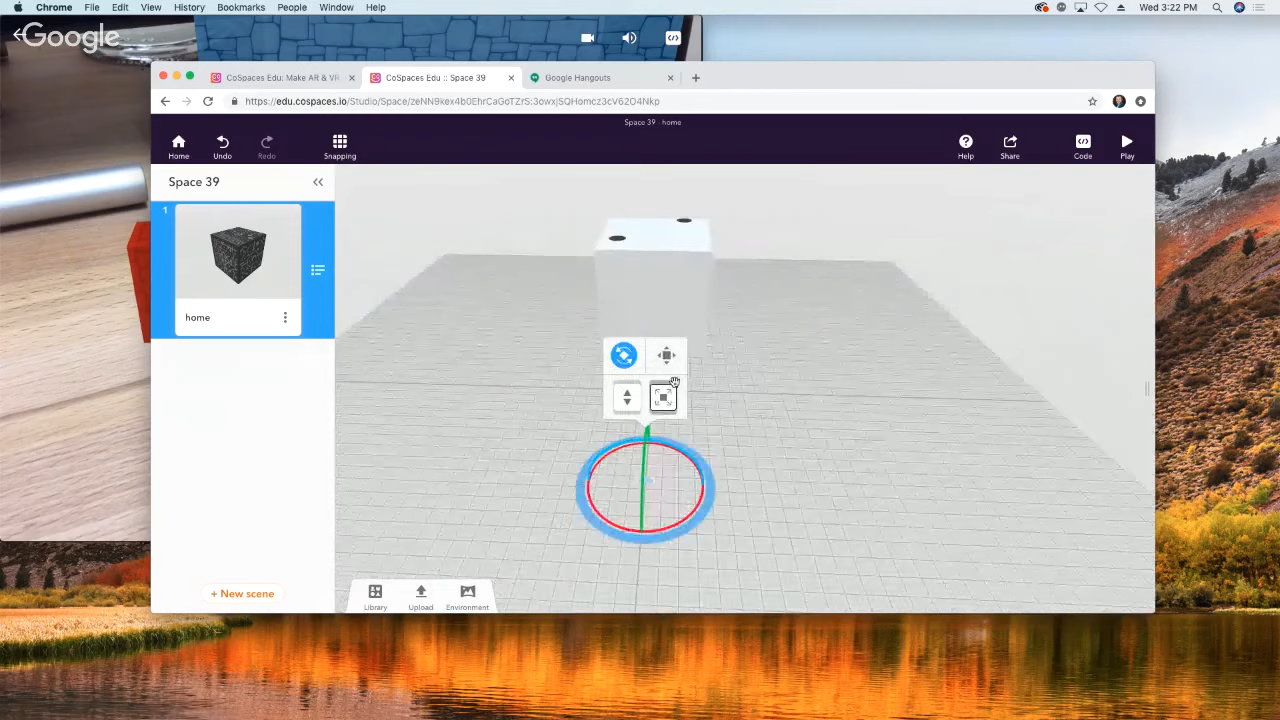 Chrome File Edit View History Bookmarks People Window Help Wed 3:22 PM
Google
CoSpaces Edu: Make AR & VR CoSpaces Edu :: Space 39 Google Hangouts
https://edu.cospaces.io/Studio/Space/zeNN9kex4b0EhrCaGoTZrS:3owxjSQHomcz3cV62O4Nkp
Space 39 - home
Home Undo Redo Snapping Help Share Code Play
Space 39
1
home
+ New scene
Library Upload Environment